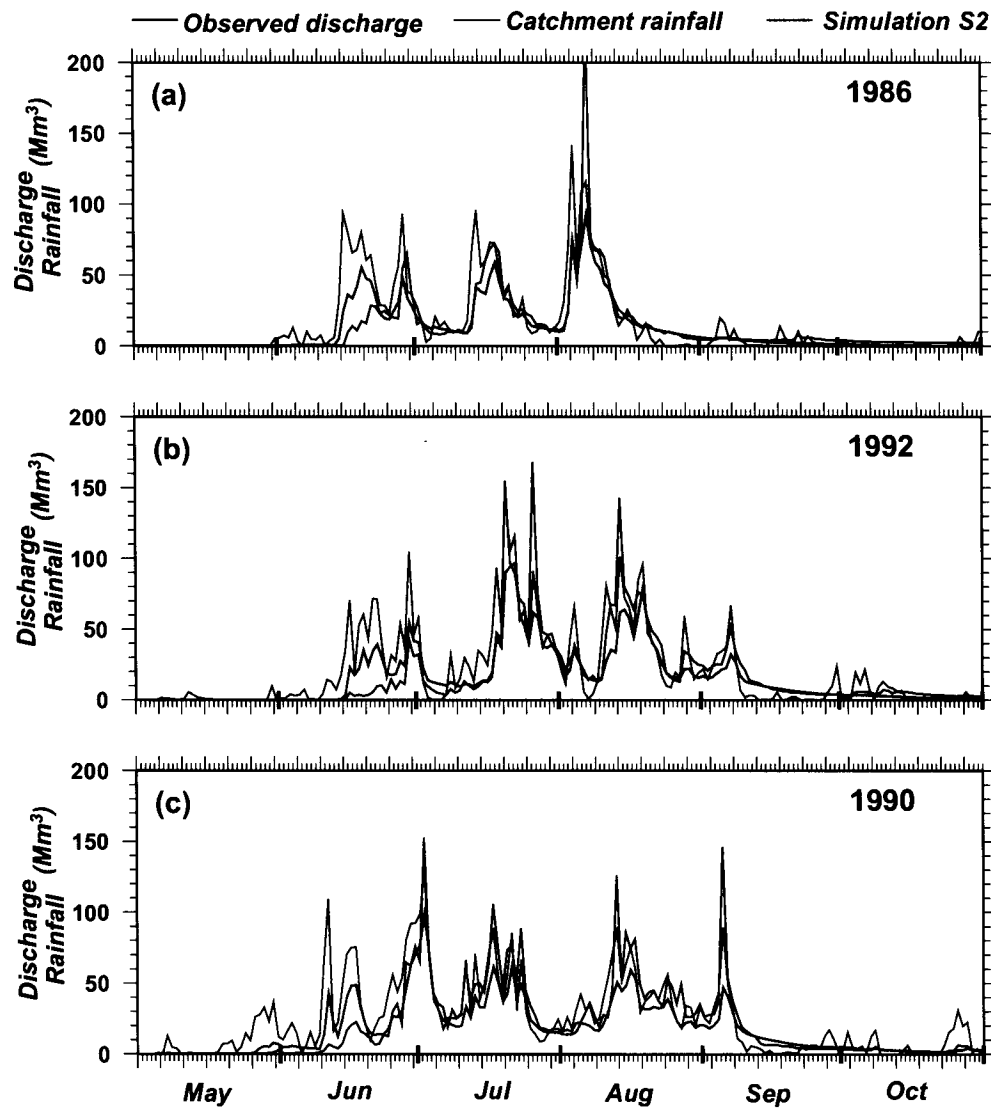 Observed discharge Catchment rainfall Simulation S2
200
(a) 1986
150
100
50
0
Discharge (Mm³)
Rainfall
200
(b) 1992
150
100
50
0
Discharge (Mm³)
Rainfall
200
(c) 1990
150
100
50
0
Discharge (Mm³)
Rainfall
May Jun Jul Aug Sep Oct